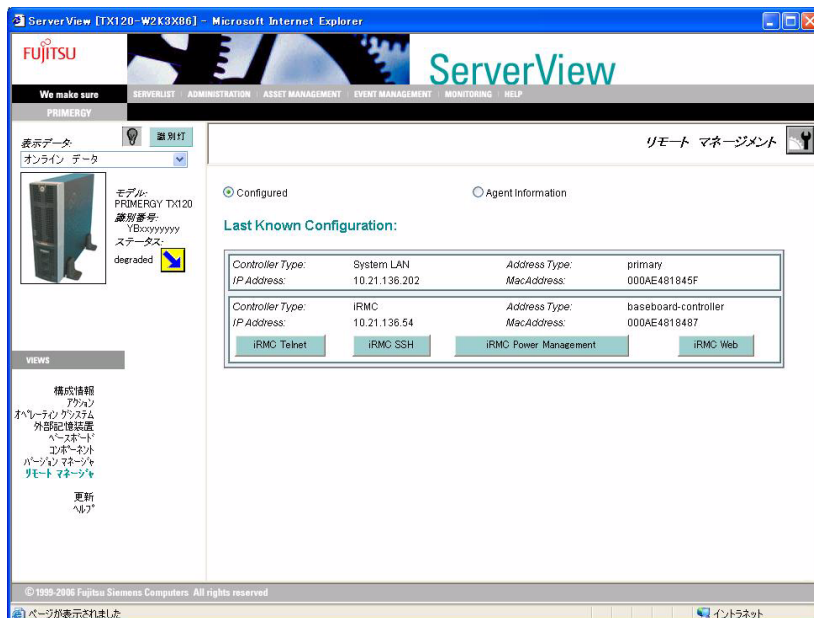 ServerView [TX120-W2K3X86] - Microsoft Internet Explorer
FUJITSU
ServerView
We make sure
SERVERLIST | ADMINISTRATION | ASSET MANAGEMENT | EVENT MANAGEMENT | MONITORING | HELP
PRIMERGY
表示データ:
識別灯
オンライン データ
リモート マネージメント
モデル:
PRIMERGY TX120
識別番号:
YBxxyyyyyy
ステータス:
degraded
Configured
Agent Information
Last Known Configuration:
Controller Type: System LAN Address Type: primary
IP Address: 10.21.136.202 MacAddress: 000AE481845F
Controller Type: iRMC Address Type: baseboard-controller
IP Address: 10.21.136.54 MacAddress: 000AE4818487
iRMC Telnet iRMC SSH iRMC Power Management iRMC Web
VIEWS
構成情報
アクション
オペレーティングシステム
外部記憶装置
ベースボード
コンポーネント
バージョン マネージャ
リモート マネージャ
更新
ヘルプ
© 1999-2006 Fujitsu Siemens Computers All rights reserved
ページが表示されました
イントラネット